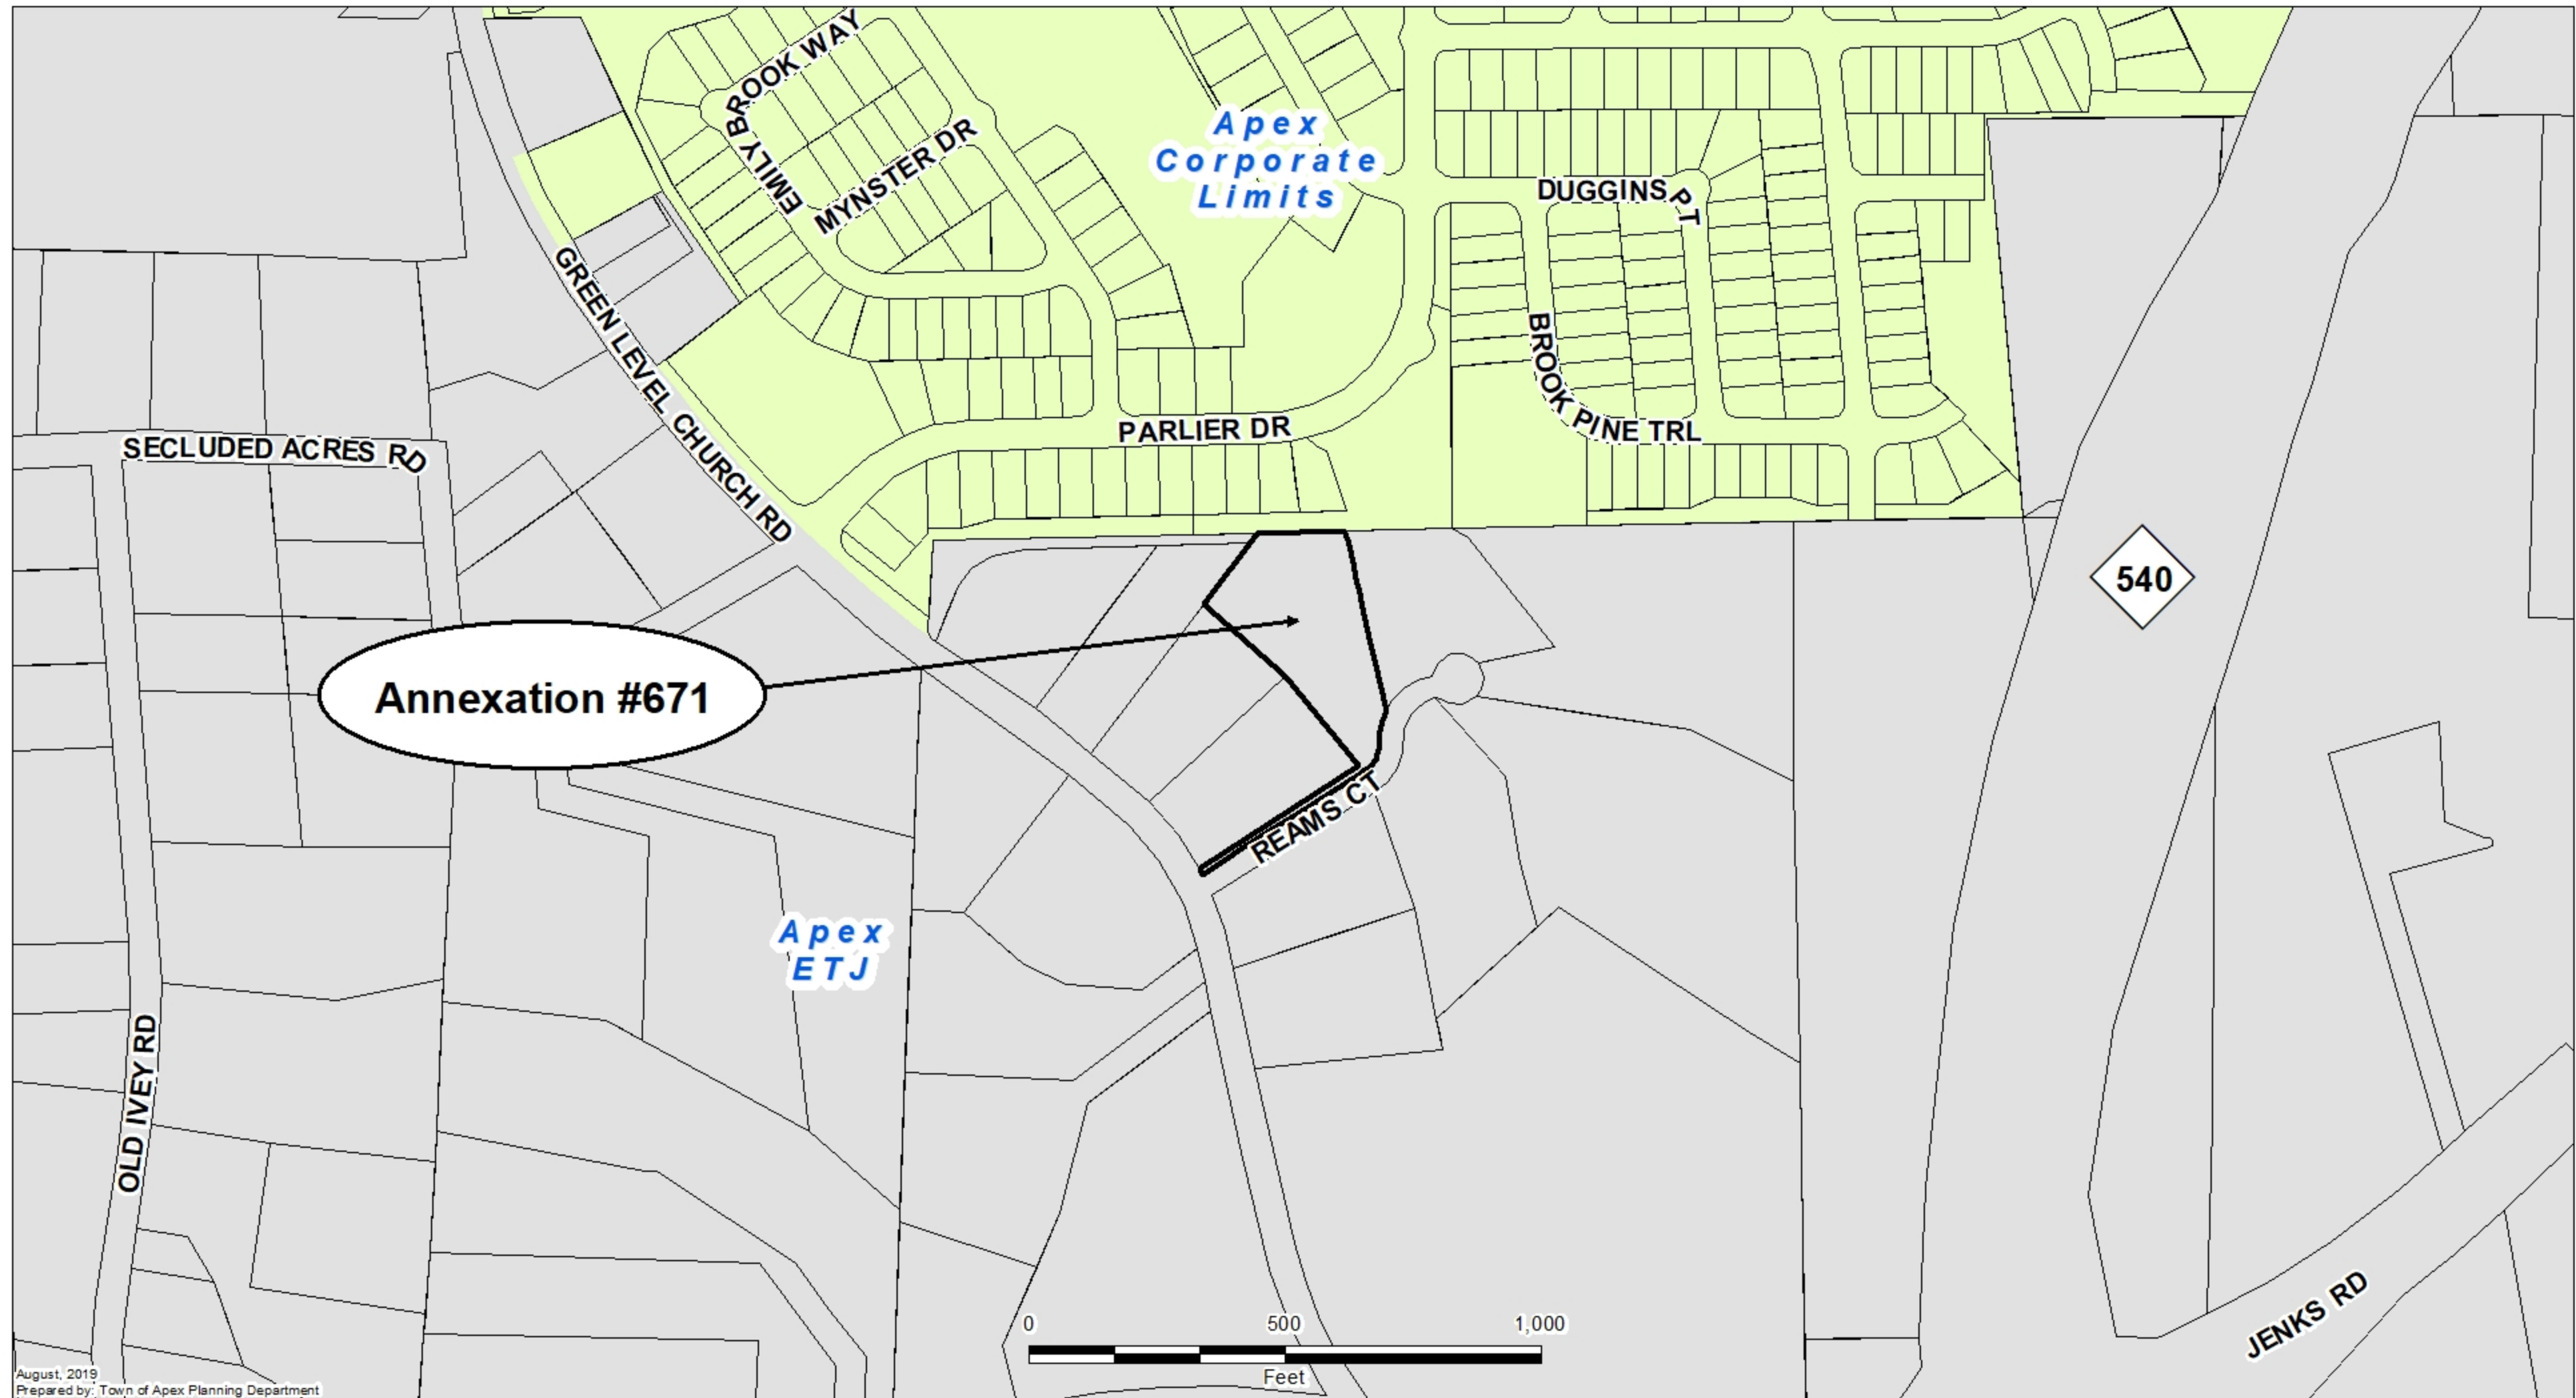 EMILY BROOK WAY
MYNSTER DR
Apex
Corporate
Limits
DUGGINS PT
GREEN LEVEL CHURCH RD
BROOK PINE TRL
PARLIER DR
SECLUDED ACRES RD
540
Annexation #671
REAMS CT
Apex
ETJ
OLD IVEY RD
JENKS RD
0 500 1,000
Feet
August, 2019
Prepared by: Town of Apex Planning Department